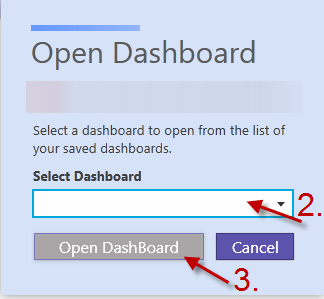 Open Dashboard
Select a dashboard to open from the list of
your saved dashboards.
Select Dashboard
2.
Open DashBoard
Cancel
3.